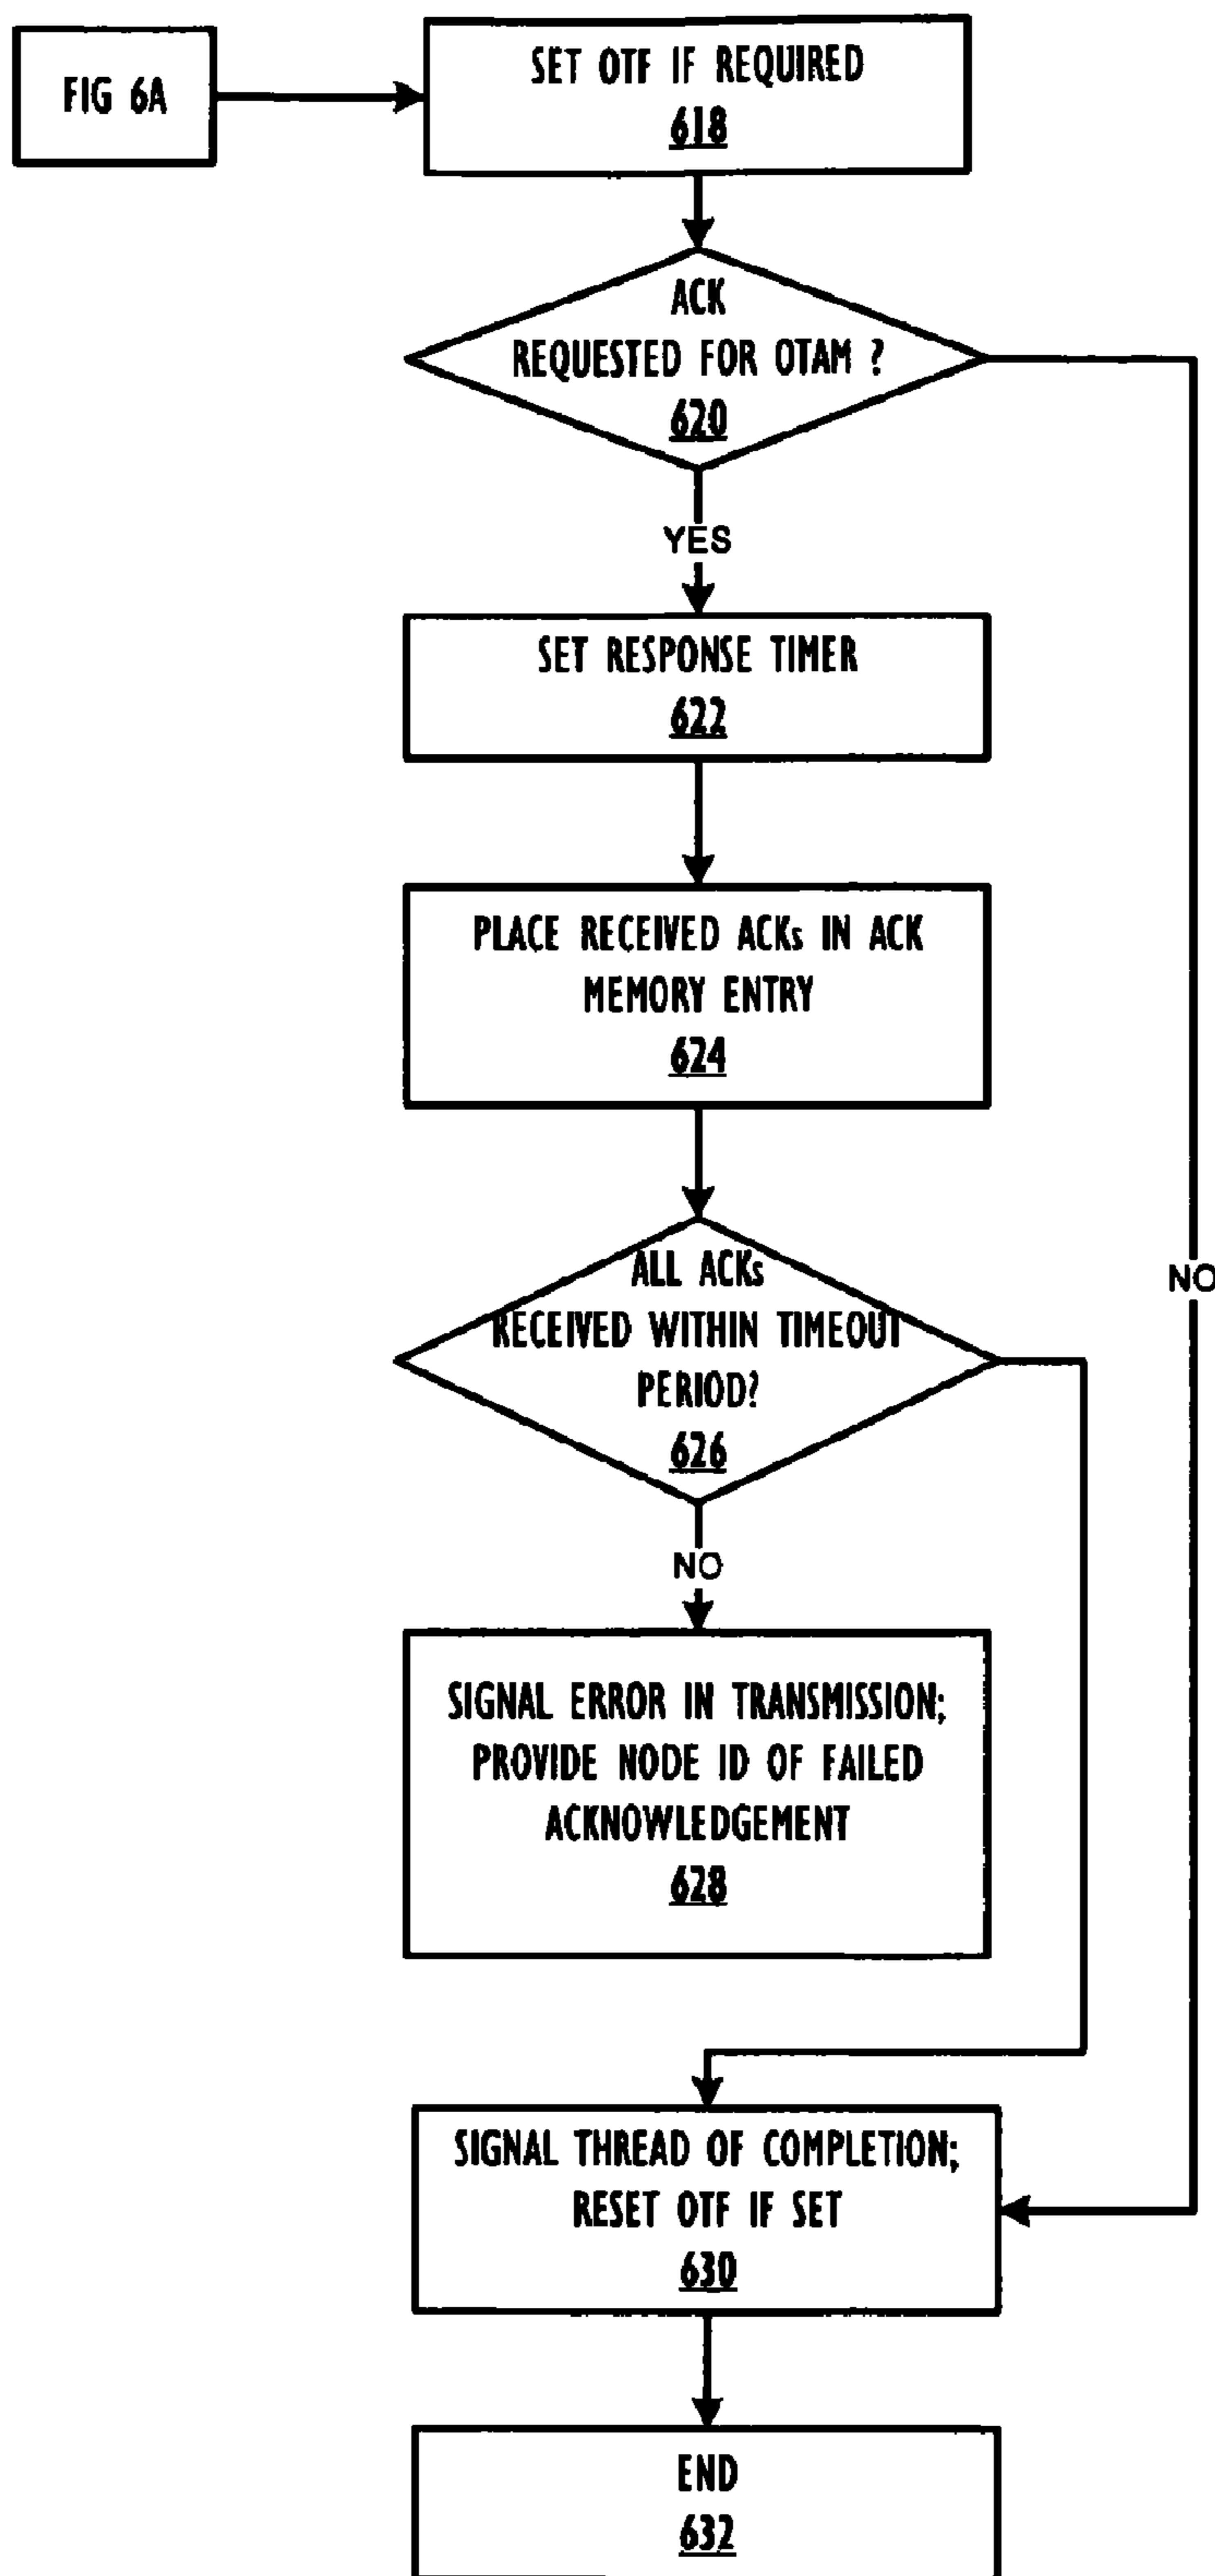 FIG 6A
SET OTF IF REQUIRED
618
ACK
REQUESTED FOR OTAM ?
620
YES
SET RESPONSE TIMER
622
PLACE RECEIVED ACKs IN ACK
MEMORY ENTRY
624
ALL ACKs
RECEIVED WITHIN TIMEOUT
PERIOD?
626
NO
NO
SIGNAL ERROR IN TRANSMISSION;
PROVIDE NODE ID OF FAILED
ACKNOWLEDGEMENT
628
SIGNAL THREAD OF COMPLETION;
RESET OTF IF SET
630
END
632